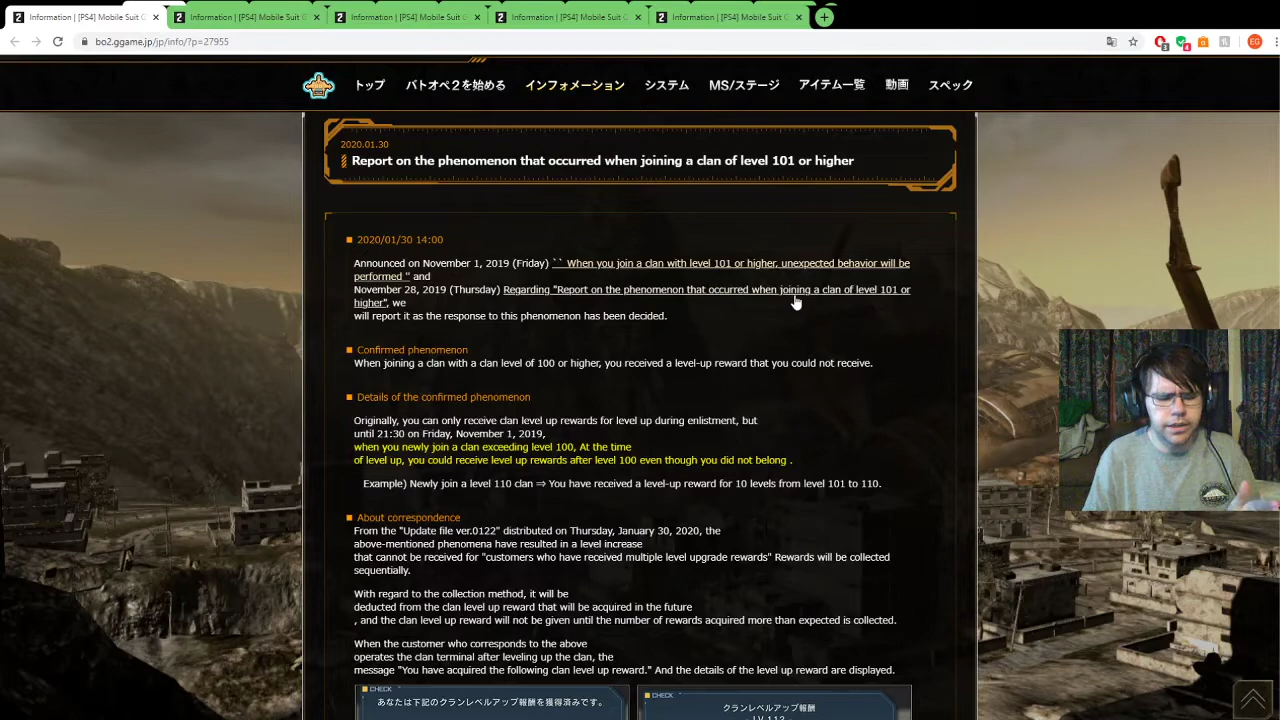 Information | [PS4] Mobile Suit G
Information | [PS4] Mobile Suit G
Information | [PS4] Mobile Suit G
Information | [PS4] Mobile Suit G
Information | [PS4] Mobile Suit G
bo2.ggame.jp/jp/info/?p=27955
EG
トップ バトオペ２を始める インフォメーション システム MS/ステージ アイテム一覧 動画 スペック
2020.01.30
Report on the phenomenon that occurred when joining a clan of level 101 or higher
2020/01/30 14:00
Announced on November 1, 2019 (Friday) `` When you join a clan with level 101 or higher, unexpected behavior will be
performed '' and
November 28, 2019 (Thursday) Regarding "Report on the phenomenon that occurred when joining a clan of level 101 or
higher", we
will report it as the response to this phenomenon has been decided.
Confirmed phenomenon
When joining a clan with a clan level of 100 or higher, you received a level-up reward that you could not receive.
Details of the confirmed phenomenon
Originally, you can only receive clan level up rewards for level up during enlistment, but
until 21:30 on Friday, November 1, 2019,
when you newly join a clan exceeding level 100, At the time
of level up, you could receive level up rewards after level 100 even though you did not belong .
Example) Newly join a level 110 clan ⇒ You have received a level-up reward for 10 levels from level 101 to 110.
About correspondence
From the "Update file ver.0122" distributed on Thursday, January 30, 2020, the
above-mentioned phenomena have resulted in a level increase
that cannot be received for "customers who have received multiple level upgrade rewards" Rewards will be collected
sequentially.
With regard to the collection method, it will be
deducted from the clan level up reward that will be acquired in the future
, and the clan level up reward will not be given until the number of rewards acquired more than expected is collected.
When the customer who corresponds to the above
operates the clan terminal after leveling up the clan, the
message "You have acquired the following clan level up reward." And the details of the level up reward are displayed.
CHECK
あなたは下記のクランレベルアップ報酬を獲得済みです。
CHECK
クランレベルアップ報酬
- LV 112 -